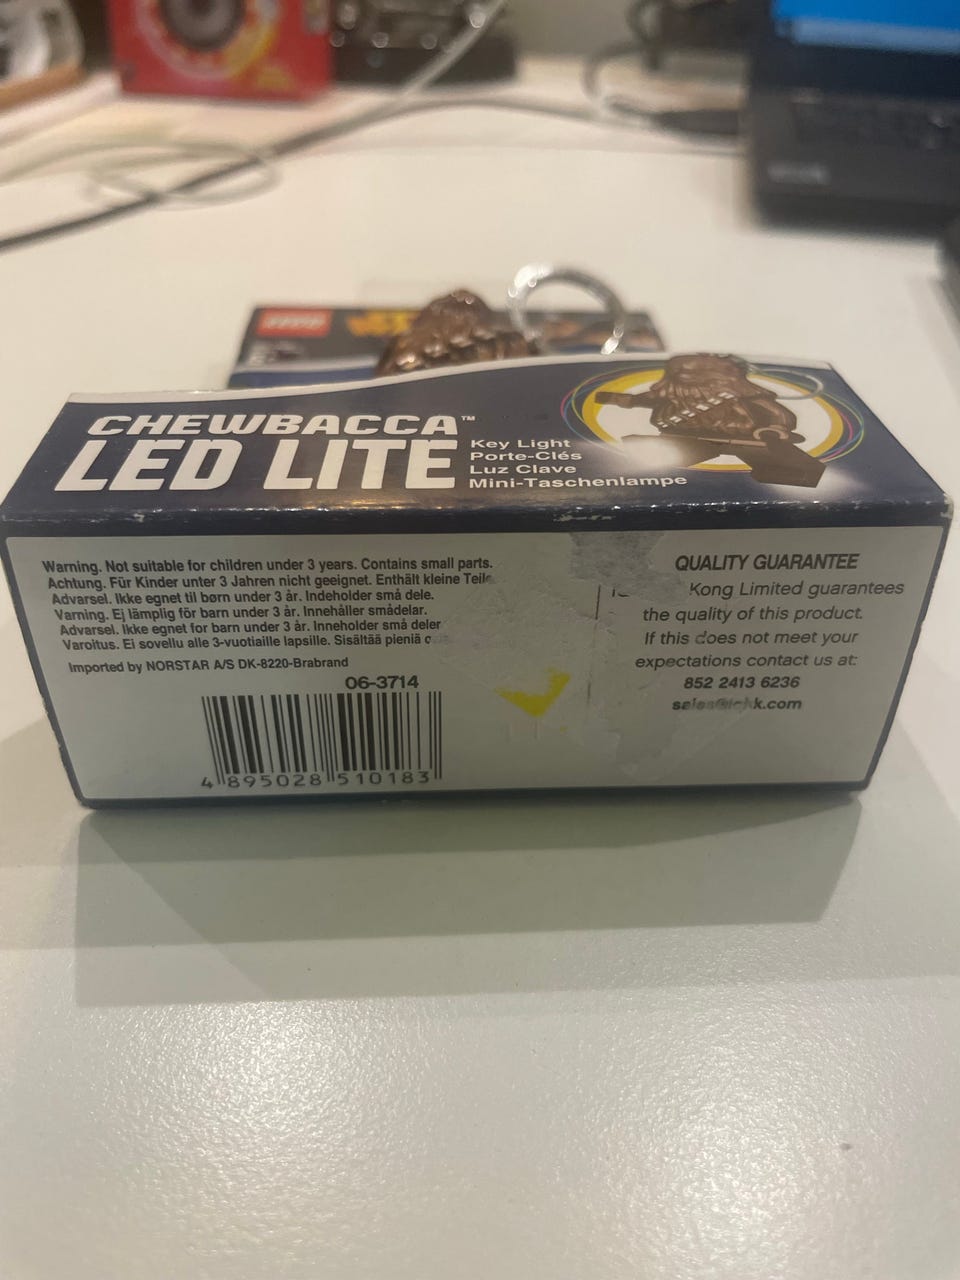 LEGO
CHEWBACCA™
LED LITE
Key Light
Porte-Clés
Luz Clave
Mini-Taschenlampe
Warning. Not suitable for children under 3 years. Contains small parts.
Achtung. Für Kinder unter 3 Jahren nicht geeignet. Enthält kleine Teile
Advarsel. Ikke egnet til børn under 3 år. Indeholder små dele.
Varning. Ej lämplig för barn under 3 år. Innehåller smådelar.
Advarsel. Ikke egnet for barn under 3 år. Inneholder små deler
Varoitus. Ei sovellu alle 3-vuotiaille lapsille. Sisältää pieniä
Imported by NORSTAR A/S DK-8220-Brabrand
06-3714
4 895028 510183
QUALITY GUARANTEE
Kong Limited guarantees
the quality of this product.
If this does not meet your
expectations contact us at:
852 2413 6236